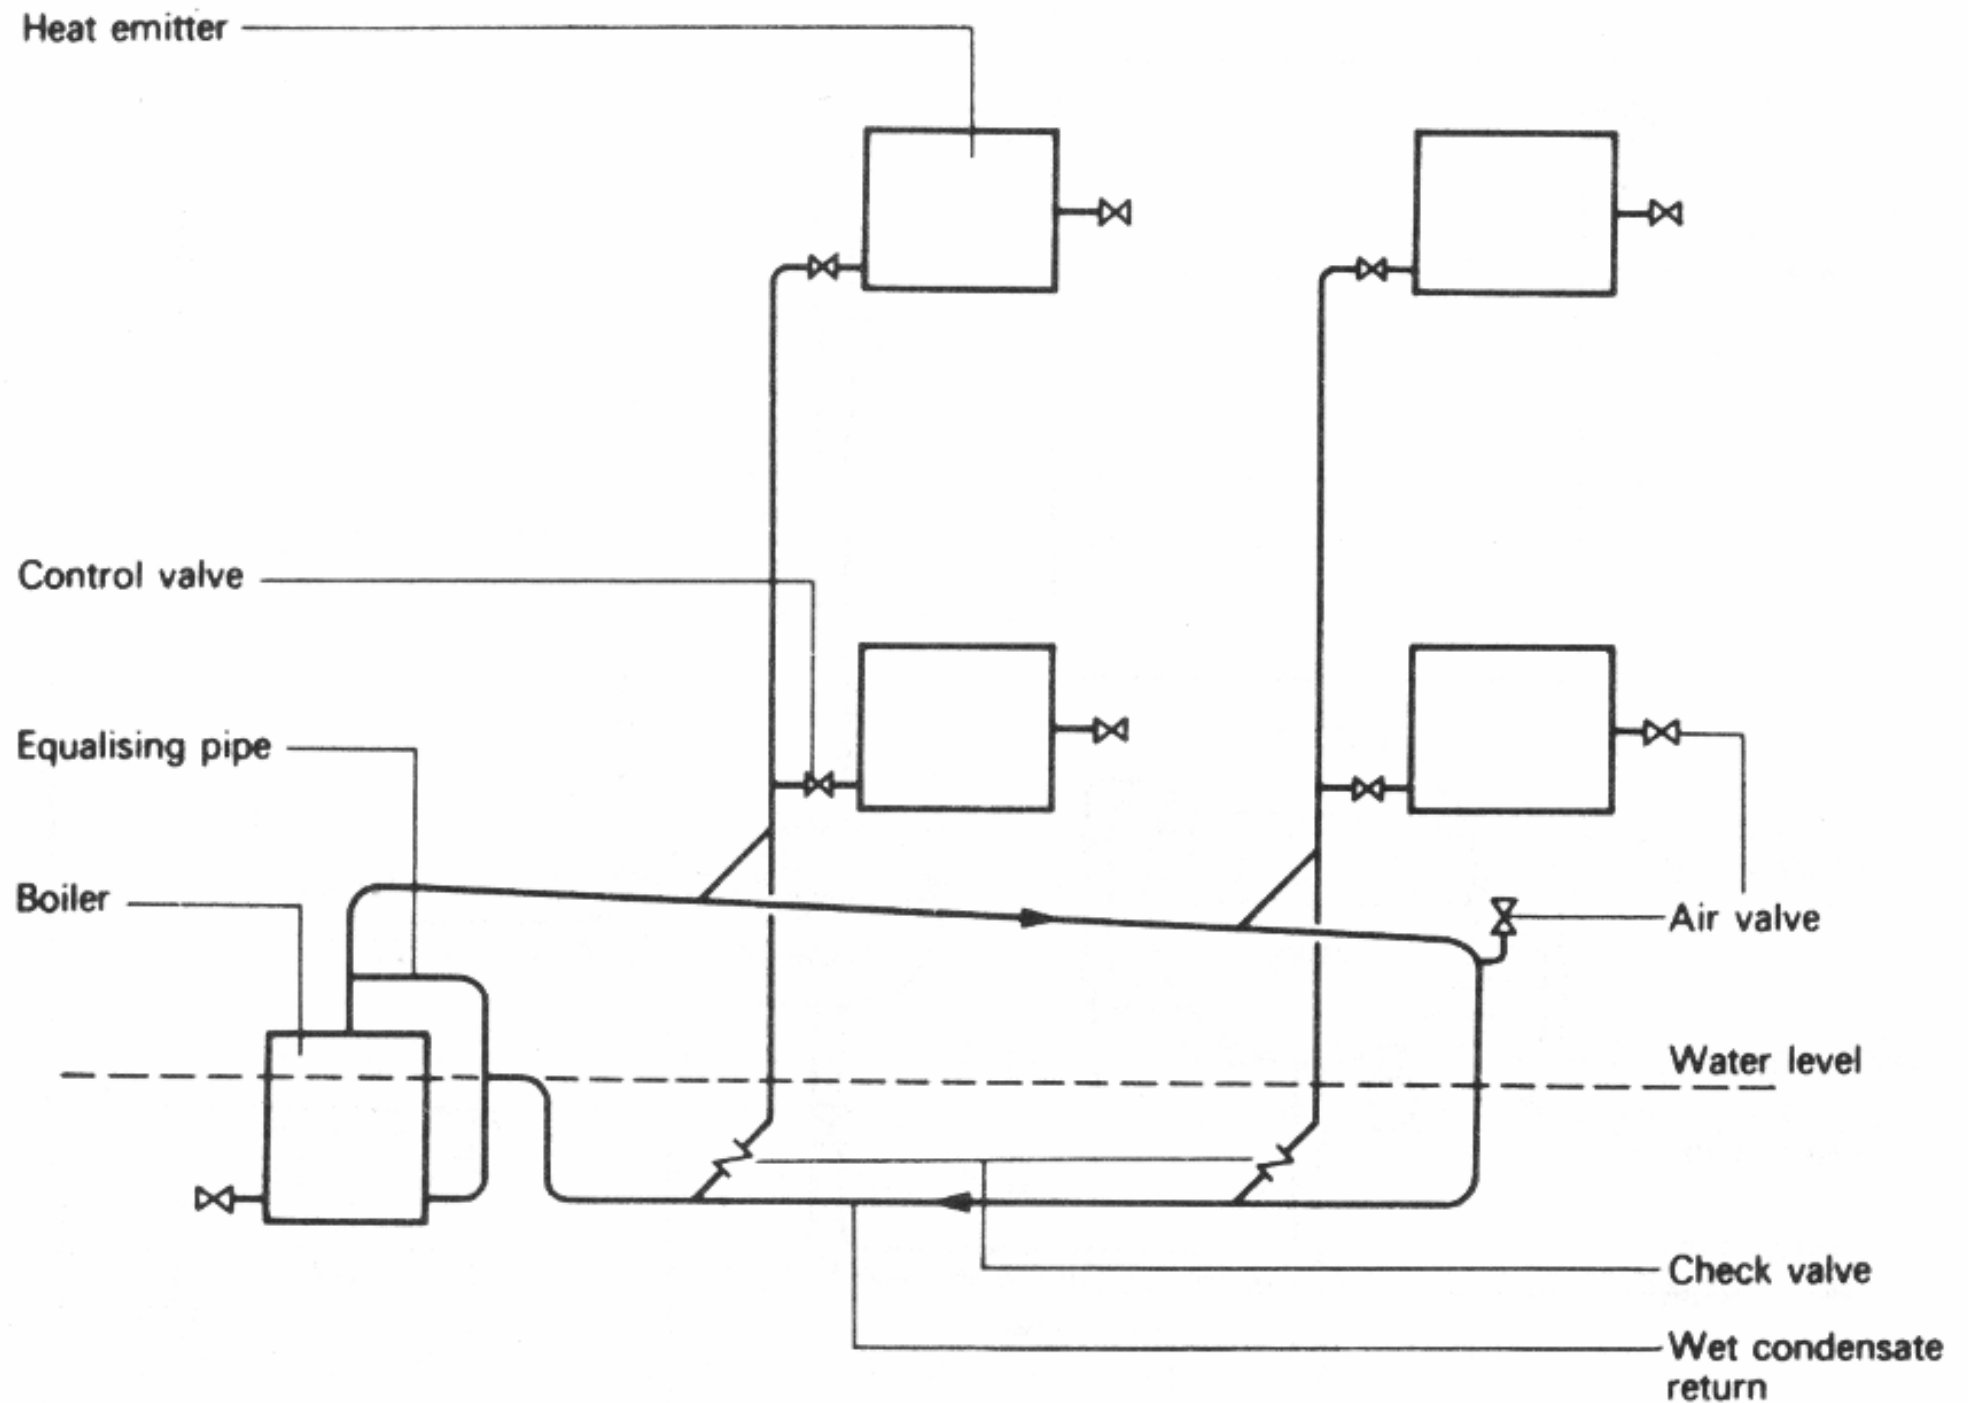 Heat emitter
Control valve
Equalising pipe
Boiler
Air valve
Water level
Check valve
Wet condensate
return